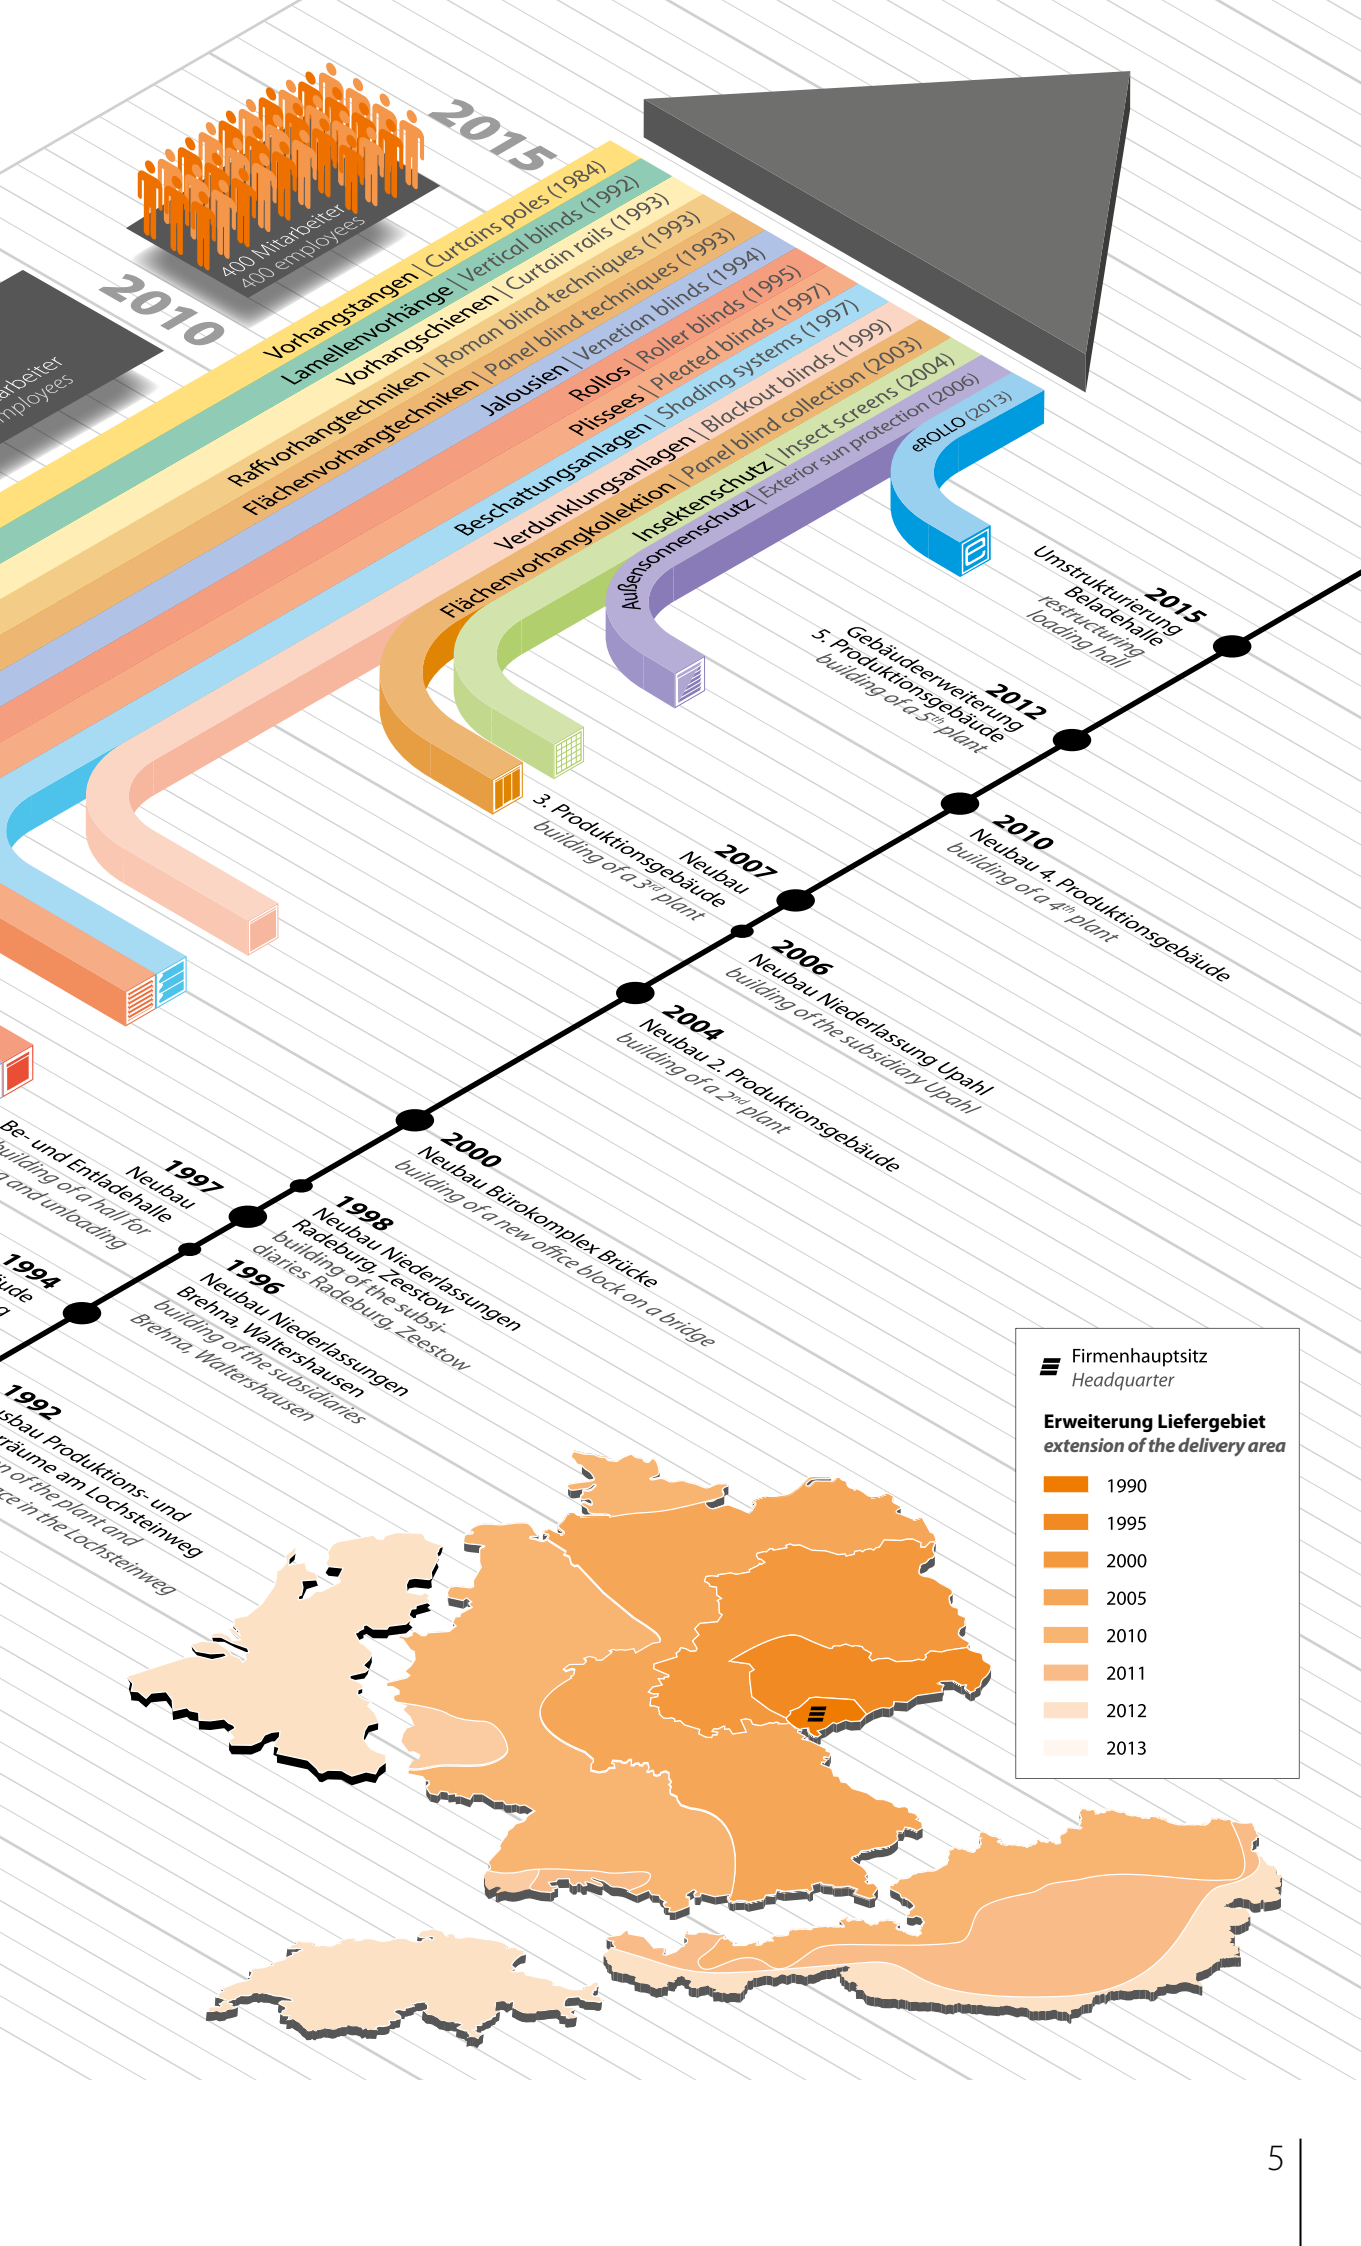 2015
400 Mitarbeiter
400 employees
2010
Vorhangstangen | Curtains poles (1984)
Lamellenvorhänge | Vertical blinds (1992)
Vorhangschienen | Curtain rails (1993)
Raffvorhangtechniken | Roman blind techniques (1993)
Flächenvorhangtechniken | Panel blind techniques (1993)
Jalousien | Venetian blinds (1994)
Rollos | Roller blinds (1995)
Plissees | Pleated blinds (1997)
Beschattungsanlagen | Shading systems (1997)
Verdunklungsanlagen | Blackout blinds (1999)
Flächenvorhangkollektion | Panel blind collection (2003)
Insektenschutz | Insect screens (2004)
Außensonnenschutz | Exterior sun protection (2006)
eROLLO (2013)
2015
Umstrukturierung
Beladehalle
restructuring
loading hall
2012
Gebäudeerweiterung
5. Produktionsgebäude
building of a 5th plant
2010
Neubau 4. Produktionsgebäude
building of a 4th plant
2007
Neubau
3. Produktionsgebäude
building of a 3rd plant
2006
Neubau Niederlassung Upahl
building of the subsidiary Upahl
2004
Neubau 2. Produktionsgebäude
building of a 2nd plant
2000
Neubau Bürokomplex Brücke
building of a new office block on a bridge
1998
Neubau Niederlassungen
Radeburg, Zeestow
building of the subsi-
diaries Radeburg, Zeestow
1997
Neubau
Be- und Entladehalle
building of a hall for
and unloading
1996
Neubau Niederlassungen
Brehna, Waltershausen
building of the subsidiaries
Brehna, Waltershausen
1994
1992
Produktions- und
am Lochsteinweg
of the plant and
in the Lochsteinweg
Firmenhauptsitz
Headquarter
Erweiterung Liefergebiet
extension of the delivery area
1990
1995
2000
2005
2010
2011
2012
2013
5